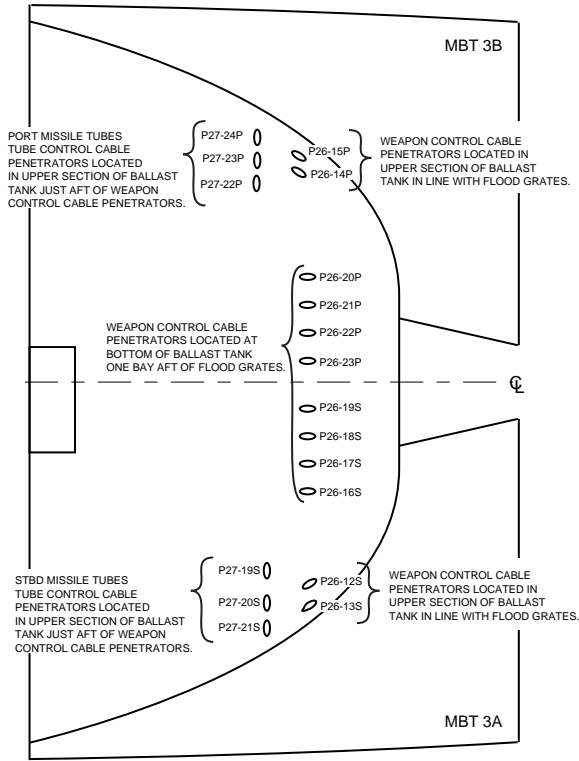 MBT 3B
PORT MISSILE TUBES
TUBE CONTROL CABLE
PENETRATORS LOCATED
IN UPPER SECTION OF BALLAST
TANK JUST AFT OF WEAPON
CONTROL CABLE PENETRATORS.
P27-24P
P27-23P
P27-22P
P26-15P
P26-14P
WEAPON CONTROL CABLE
PENETRATORS LOCATED IN
UPPER SECTION OF BALLAST
TANK IN LINE WITH FLOOD GRATES.
WEAPON CONTROL CABLE
PENETRATORS LOCATED AT
BOTTOM OF BALLAST TANK
ONE BAY AFT OF FLOOD GRATES.
P26-20P
P26-21P
P26-22P
P26-23P
℄
P26-19S
P26-18S
P26-17S
P26-16S
STBD MISSILE TUBES
TUBE CONTROL CABLE
PENETRATORS LOCATED
IN UPPER SECTION OF BALLAST
TANK JUST AFT OF WEAPON
CONTROL CABLE PENETRATORS.
P27-19S
P27-20S
P27-21S
P26-12S
P26-13S
WEAPON CONTROL CABLE
PENETRATORS LOCATED IN
UPPER SECTION OF BALLAST
TANK IN LINE WITH FLOOD GRATES.
MBT 3A